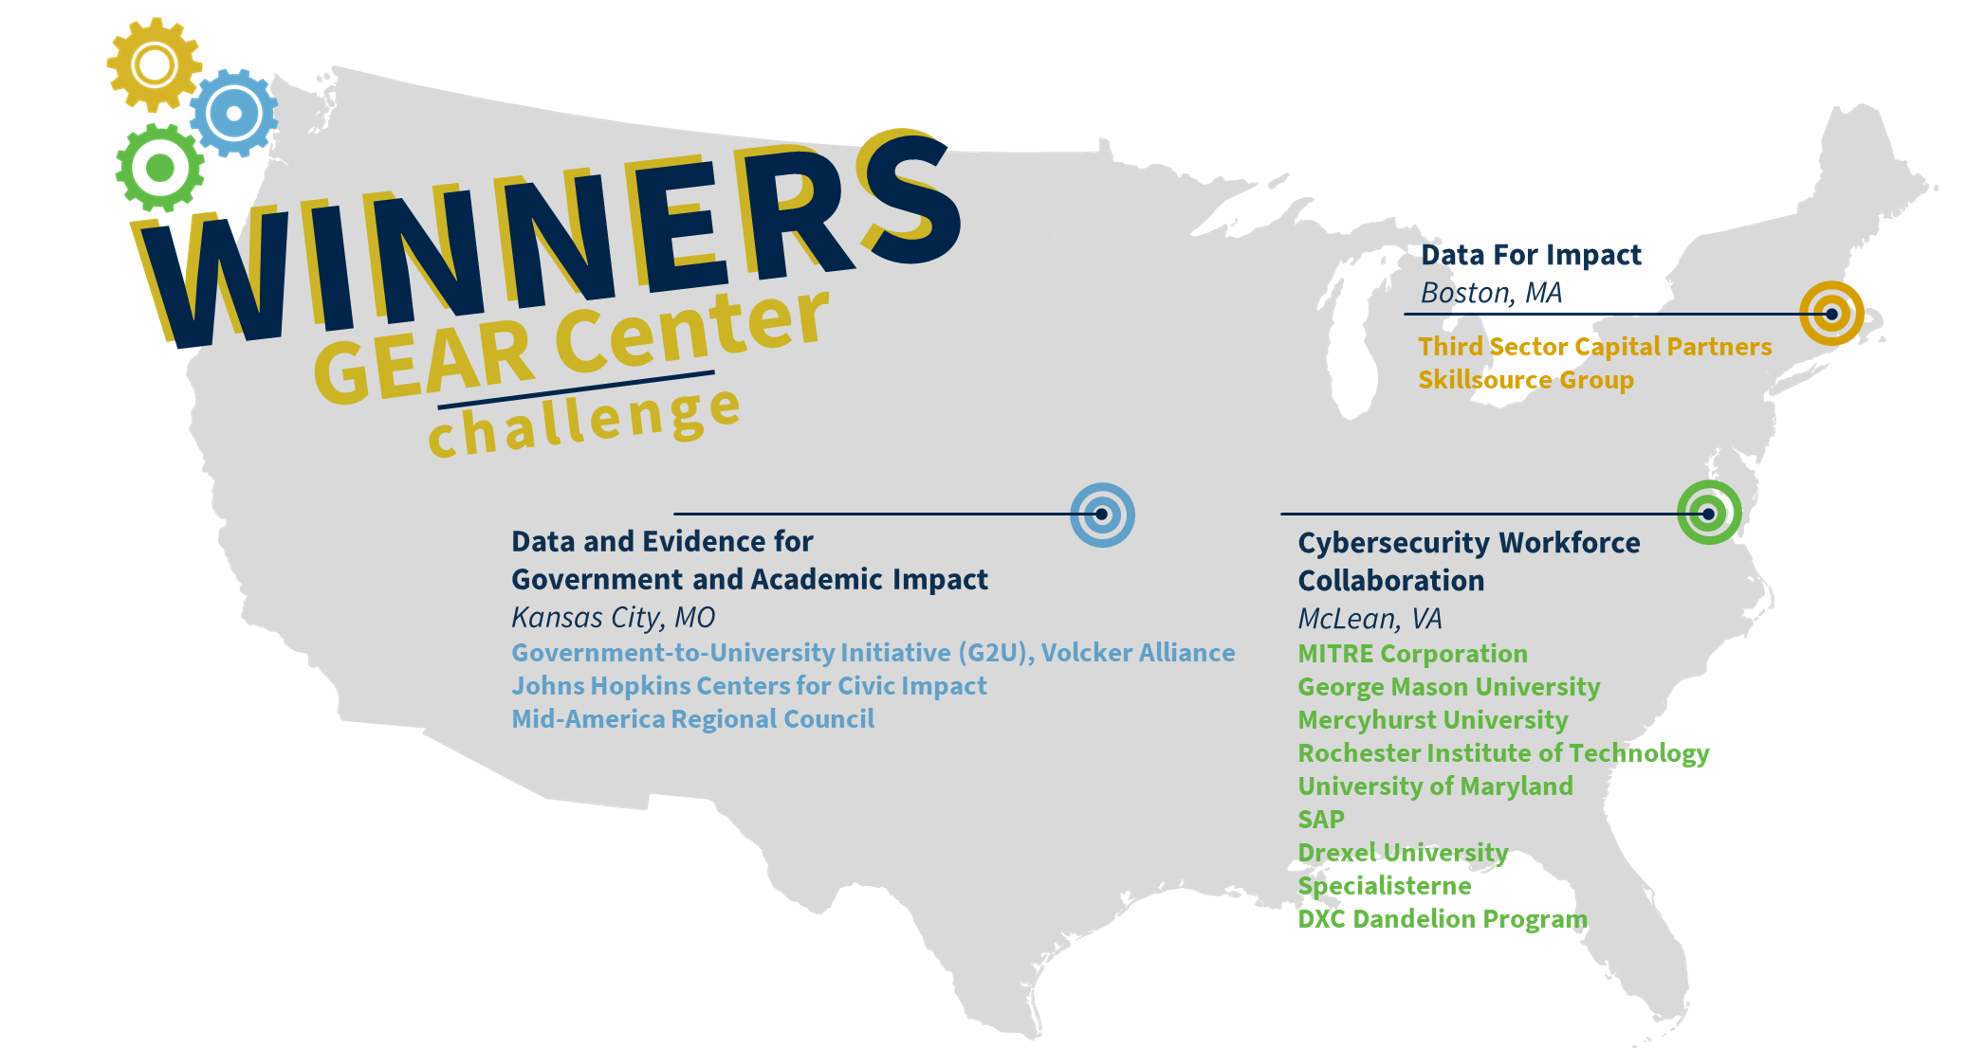 WINNERS
GEAR Center
challenge
Data For Impact
Boston, MA
Third Sector Capital Partners
Skillsource Group
Data and Evidence for
Government and Academic Impact
Kansas City, MO
Government-to-University Initiative (G2U), Volcker Alliance
Johns Hopkins Centers for Civic Impact
Mid-America Regional Council
Cybersecurity Workforce
Collaboration
McLean, VA
MITRE Corporation
George Mason University
Mercyhurst University
Rochester Institute of Technology
University of Maryland
SAP
Drexel University
Specialisterne
DXC Dandelion Program